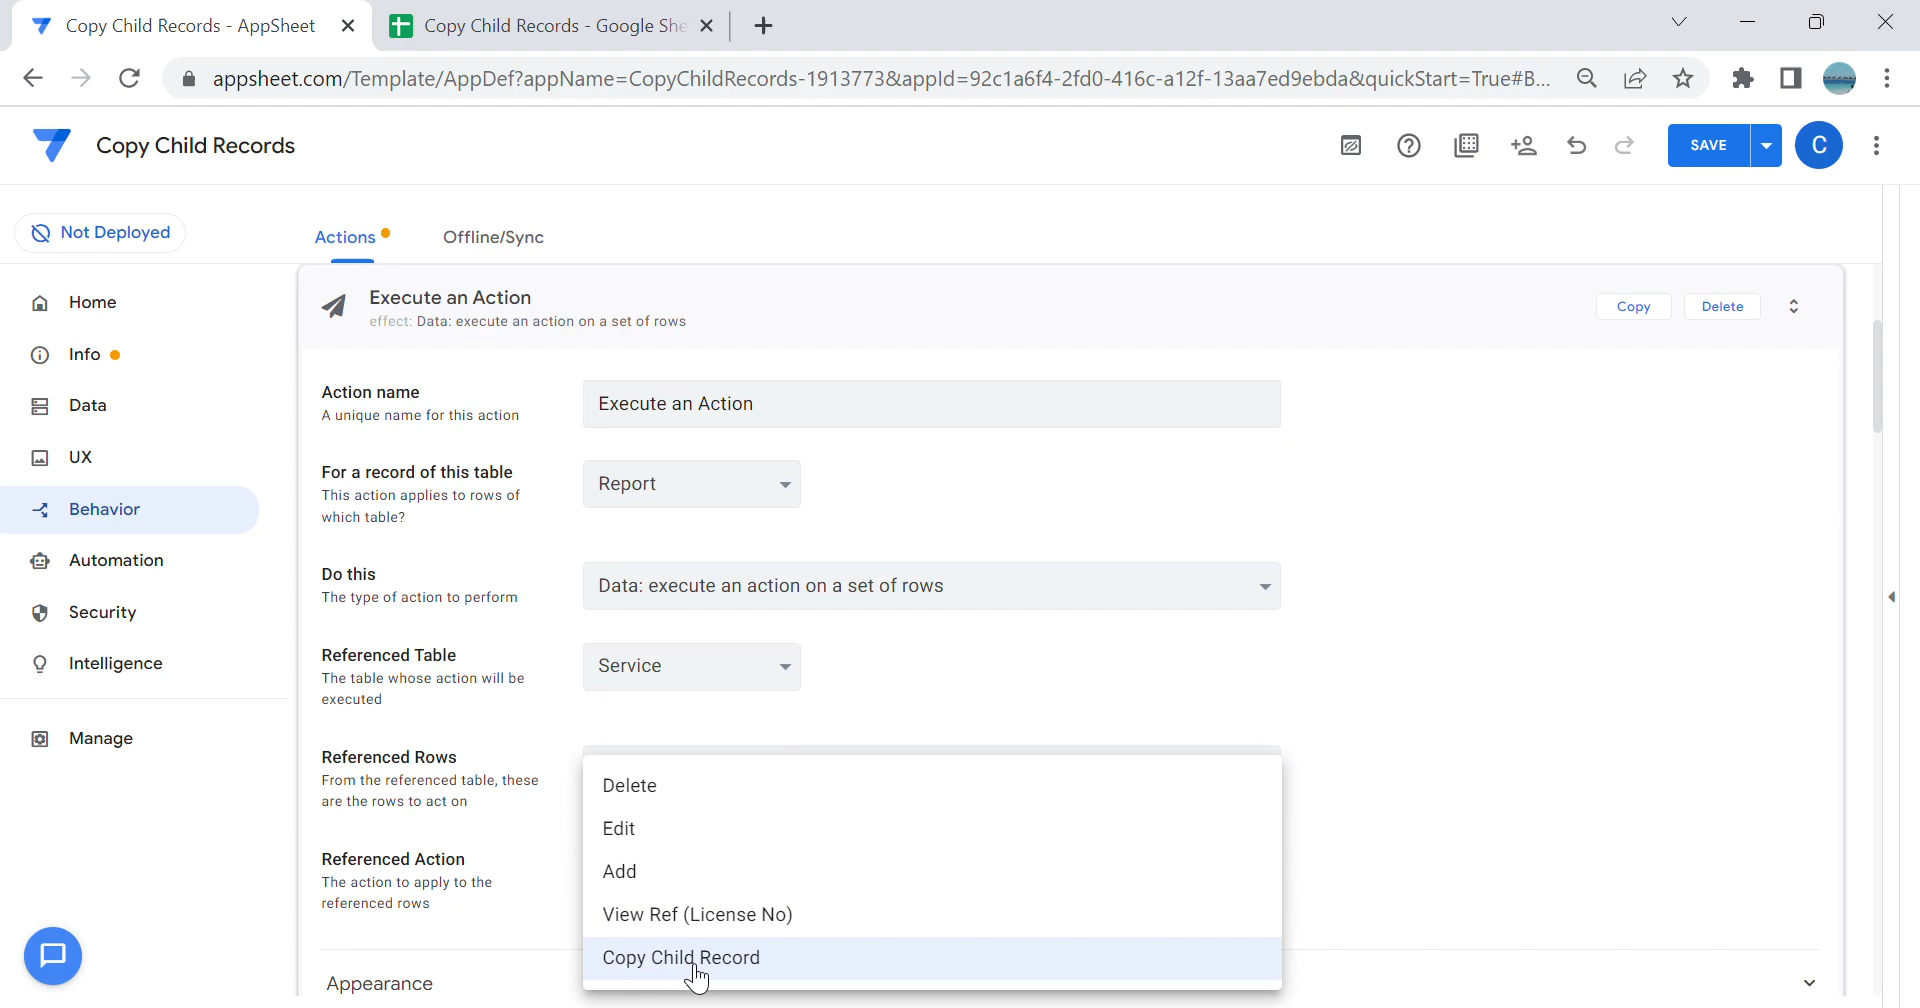 Copy Child Records - AppSheet
Copy Child Records - Google She
appsheet.com/Template/AppDef?appName=CopyChildRecords-1913773&appId=92c1a6f4-2fd0-416c-a12f-13aa7ed9ebda&quickStart=True#B...
Copy Child Records
SAVE
C
Not Deployed
Actions
Offline/Sync
Home
Info
Data
UX
Behavior
Automation
Security
Intelligence
Manage
Execute an Action
effect: Data: execute an action on a set of rows
Copy
Delete
Action name
A unique name for this action
Execute an Action
For a record of this table
This action applies to rows of
which table?
Report
Do this
The type of action to perform
Data: execute an action on a set of rows
Referenced Table
The table whose action will be
executed
Service
Referenced Rows
From the referenced table, these
are the rows to act on
Referenced Action
The action to apply to the
referenced rows
Delete
Edit
Add
View Ref (License No)
Copy Child Record
Appearance